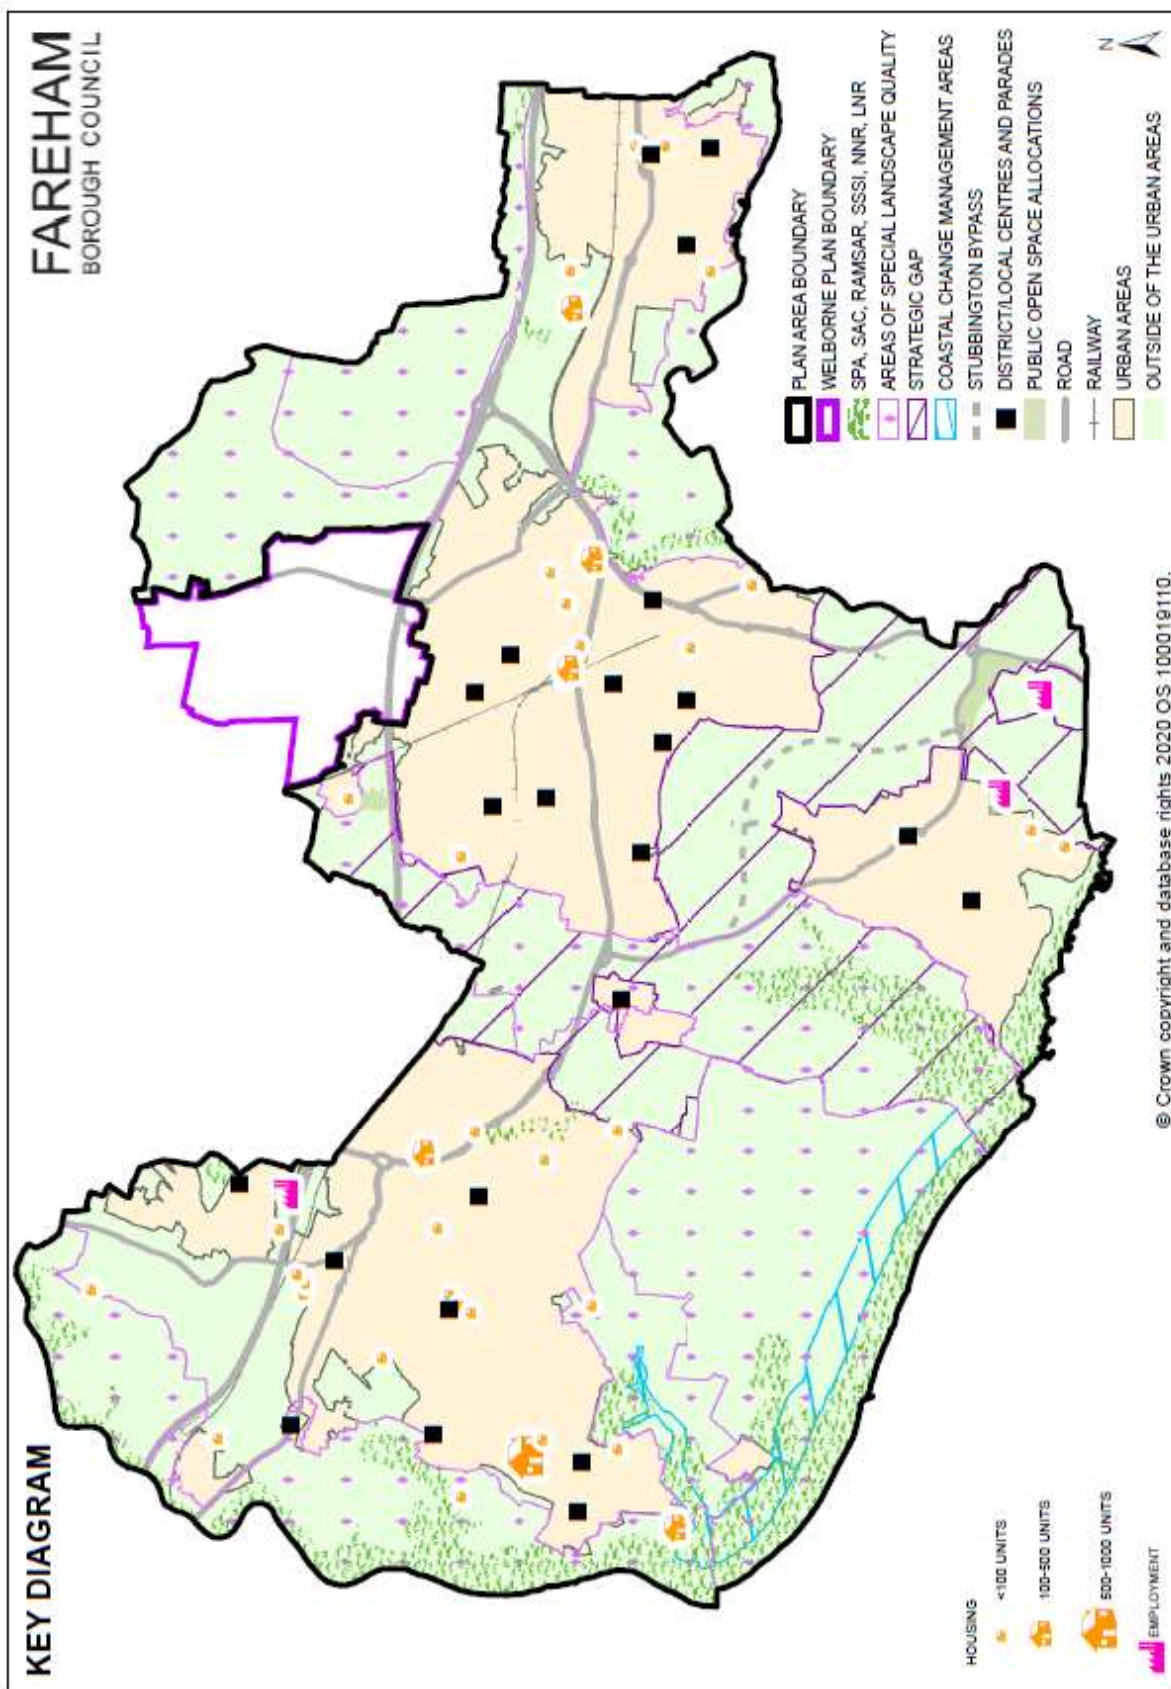 KEY DIAGRAM
FAREHAM
BOROUGH COUNCIL
PLAN AREA BOUNDARY
WELBORNE PLAN BOUNDARY
SPA, SAC, RAMSAR, SSSI, NNR, LNR
AREAS OF SPECIAL LANDSCAPE QUALITY
STRATEGIC GAP
COASTAL CHANGE MANAGEMENT AREAS
STUBBINGTON BYPASS
DISTRICT/LOCAL CENTRES AND PARADES
PUBLIC OPEN SPACE ALLOCATIONS
ROAD
RAILWAY
URBAN AREAS
OUTSIDE OF THE URBAN AREAS
N
HOUSING
<100 UNITS
100-500 UNITS
500-1000 UNITS
EMPLOYMENT
© Crown copyright and database rights 2020 OS 100019110.